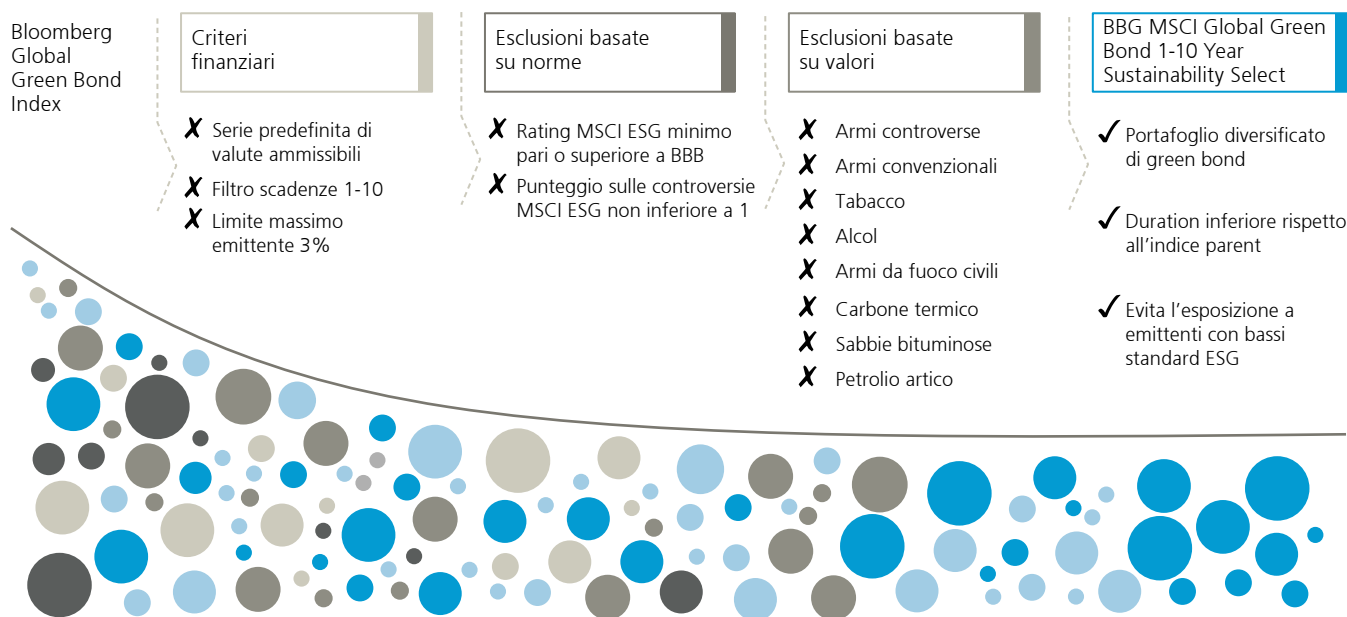 Bloomberg
Global
Green Bond
Index
Criteri
finanziari
✗ Serie predefinita di
valute ammissibili
✗ Filtro scadenze 1-10
✗ Limite massimo
emittente 3%
Esclusioni basate
su norme
✗ Rating MSCI ESG minimo
pari o superiore a BBB
✗ Punteggio sulle controversie
MSCI ESG non inferiore a 1
Esclusioni basate
su valori
✗ Armi controverse
✗ Armi convenzionali
✗ Tabacco
✗ Alcol
✗ Armi da fuoco civili
✗ Carbone termico
✗ Sabbie bituminose
✗ Petrolio artico
BBG MSCI Global Green
Bond 1-10 Year
Sustainability Select
✓ Portafoglio diversificato
di green bond
✓ Duration inferiore rispetto
all’indice parent
✓ Evita l’esposizione a
emittenti con bassi
standard ESG